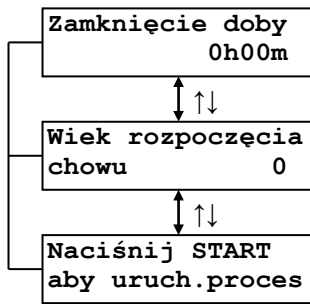 Zamknięcie doby
0h00m
↑↓
Wiek rozpoczęcia
chowu 0
↑↓
Naciśnij START
aby uruch.proces